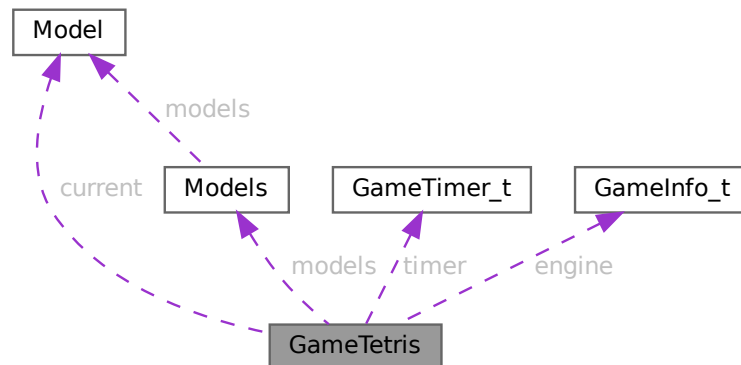 Model
models
current
Models
GameTimer_t
GameInfo_t
models
timer
engine
GameTetris